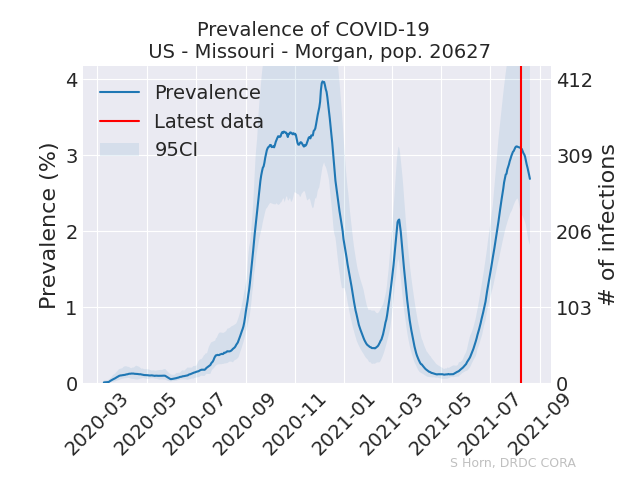 Prevalence of COVID-19
US - Missouri - Morgan, pop. 20627
Prevalence
Latest data
95CI
Prevalence (%)
4
3
2
1
0
# of infections
412
309
206
103
0
2020-03
2020-05
2020-07
2020-09
2020-11
2021-01
2021-03
2021-05
2021-07
2021-09
S Horn, DRDC CORA